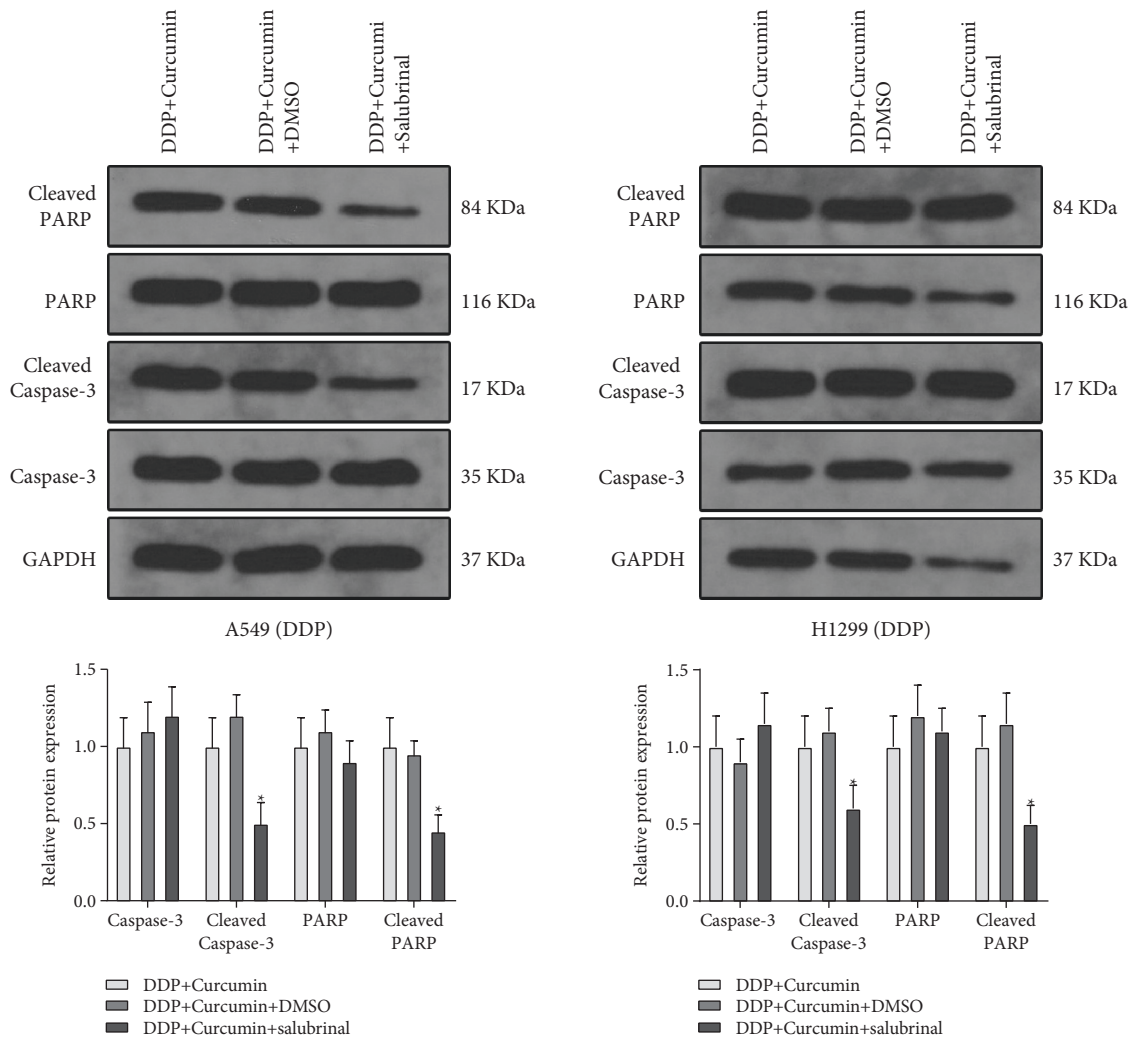 DDP+Curcumin
DDP+Curcumin
+DMSO
DDP+Curcumi
+Salubrinal
Cleaved
PARP
84 KDa
PARP
116 KDa
Cleaved
Caspase-3
17 KDa
Caspase-3
35 KDa
GAPDH
37 KDa
A549 (DDP)
Relative protein expression
1.5
1.0
0.5
0.0
*
*
Caspase-3
Cleaved
Caspase-3
PARP
Cleaved
PARP
DDP+Curcumin
DDP+Curcumin+DMSO
DDP+Curcumin+salubrinal
DDP+Curcumin
DDP+Curcumin
+DMSO
DDP+Curcumi
+Salubrinal
Cleaved
PARP
84 KDa
PARP
116 KDa
Cleaved
Caspase-3
17 KDa
Caspase-3
35 KDa
GAPDH
37 KDa
H1299 (DDP)
Relative protein expression
1.5
1.0
0.5
0.0
*
*
Caspase-3
Cleaved
Caspase-3
PARP
Cleaved
PARP
DDP+Curcumin
DDP+Curcumin+DMSO
DDP+Curcumin+salubrinal